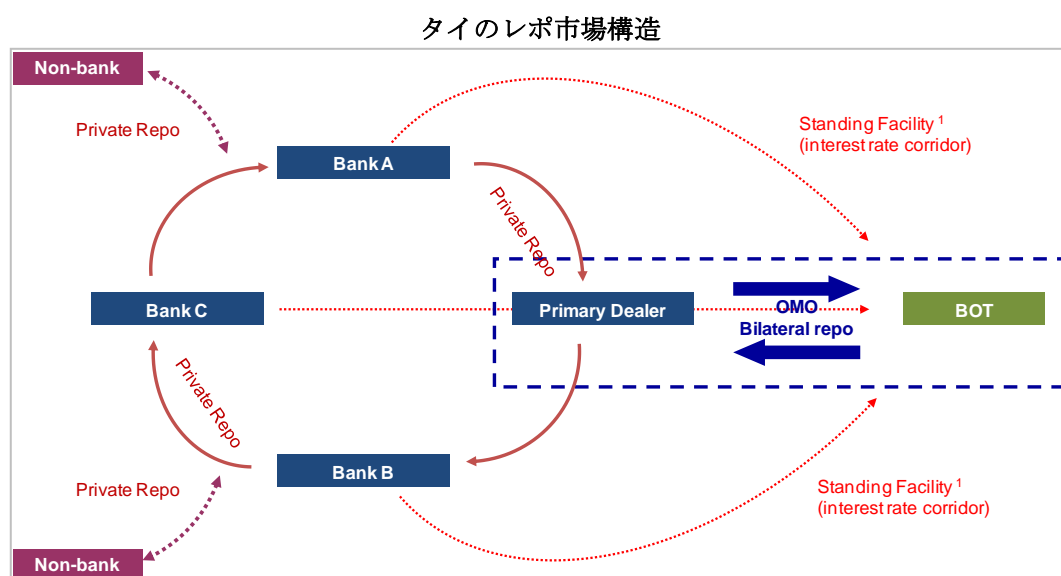 タイのレポ市場構造
Non-bank
Private Repo
Bank A
Standing Facility 1
(interest rate corridor)
Private Repo
Bank C
Primary Dealer
OMO
Bilateral repo
BOT
Private Repo
Bank B
Private Repo
Standing Facility 1
(interest rate corridor)
Non-bank